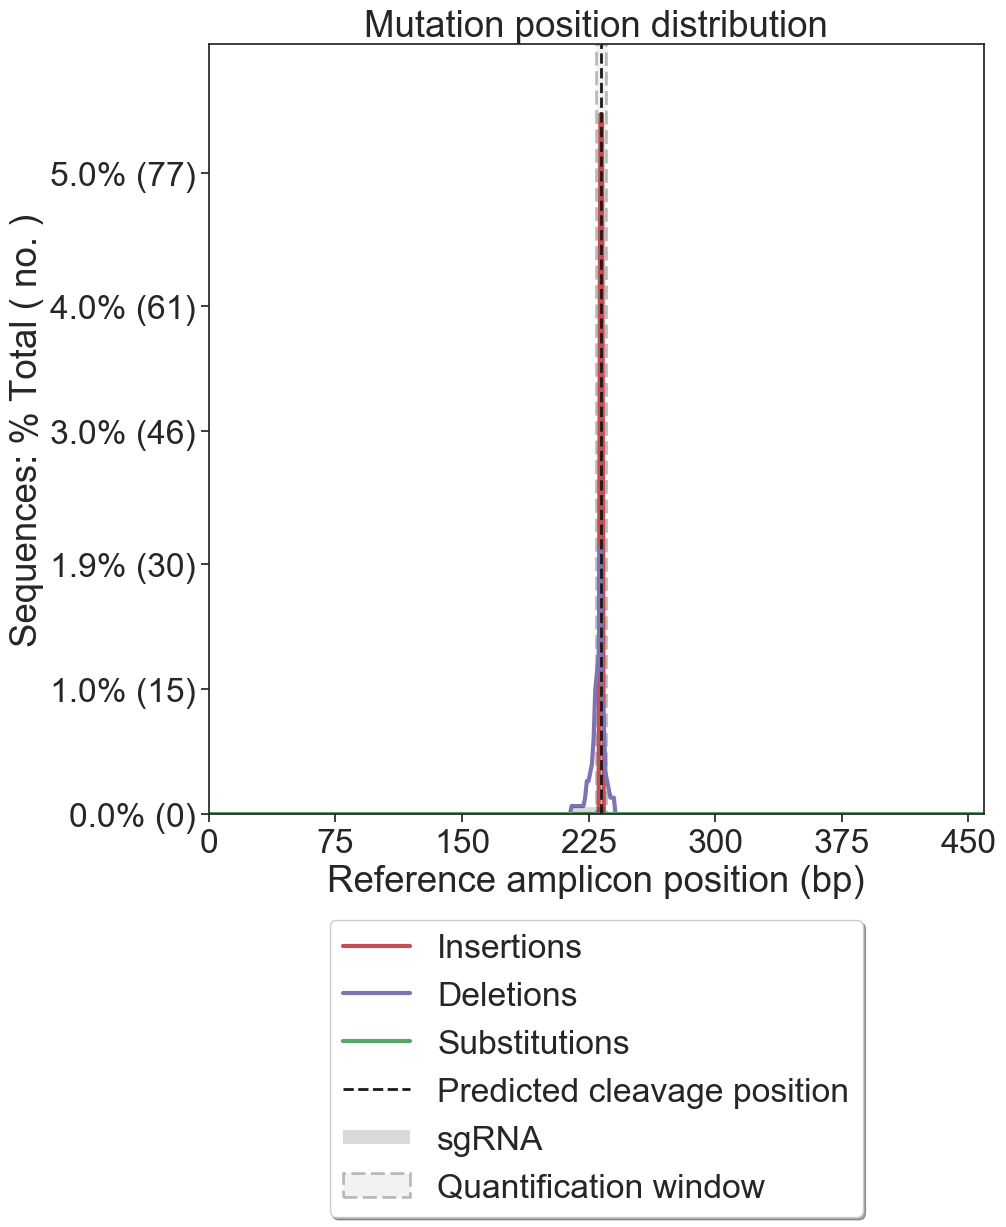 Mutation position distribution
Sequences: % Total ( no. )
5.0% (77)
4.0% (61)
3.0% (46)
1.9% (30)
1.0% (15)
0.0% (0)
0 75 150 225 300 375 450
Reference amplicon position (bp)
Insertions
Deletions
Substitutions
Predicted cleavage position
sgRNA
Quantification window